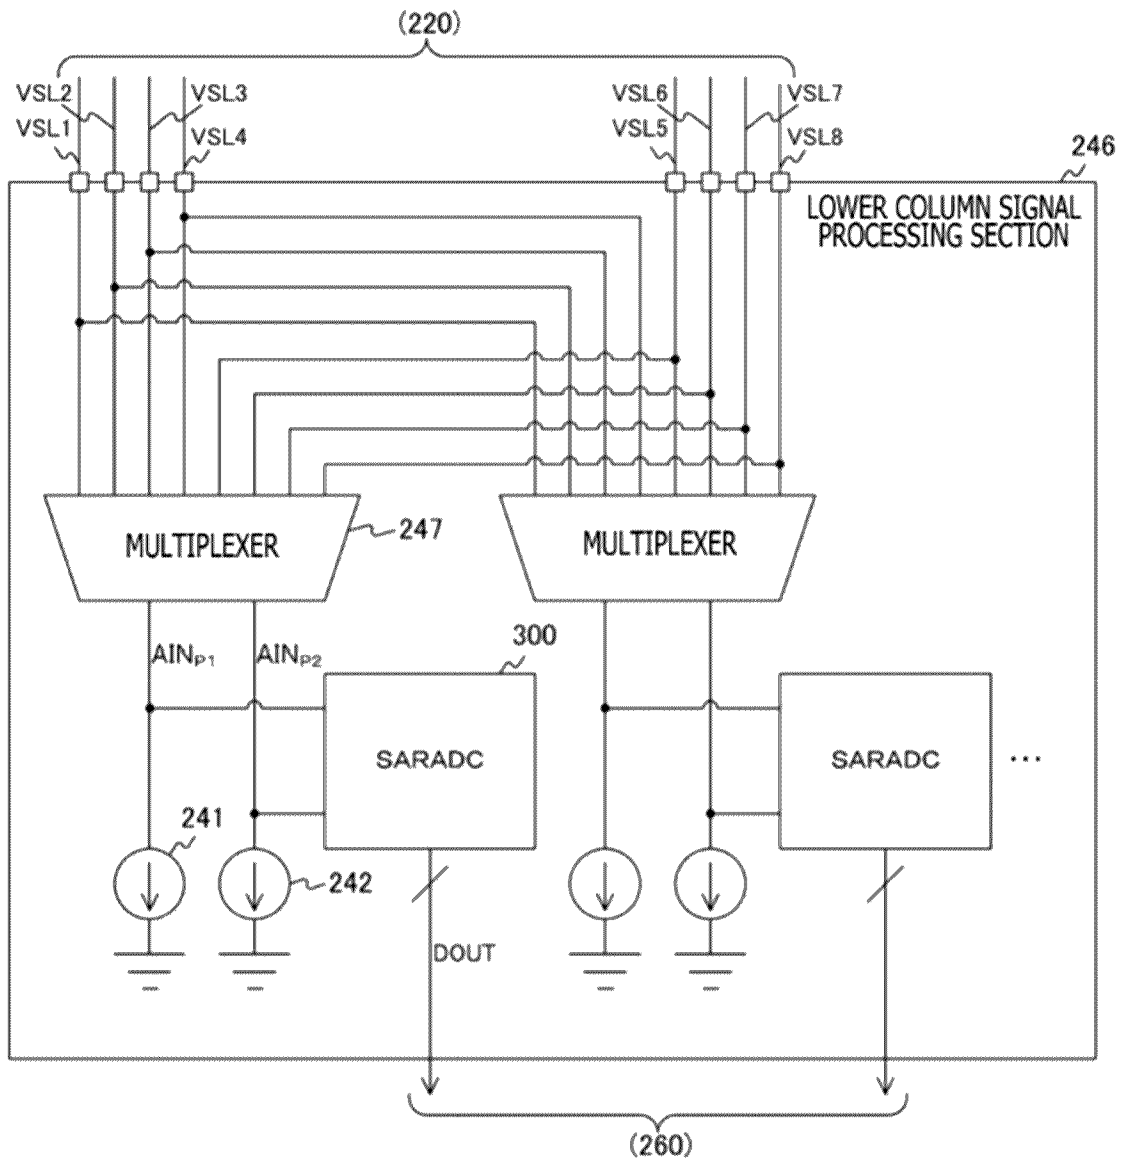 (220)
VSL2
VSL3
VSL6
VSL7
VSL1
VSL4
VSL5
VSL8
246
LOWER COLUMN SIGNAL
PROCESSING SECTION
MULTIPLEXER
247
MULTIPLEXER
300
AINP1
AINP2
SARADC
SARADC
...
241
242
DOUT
(260)